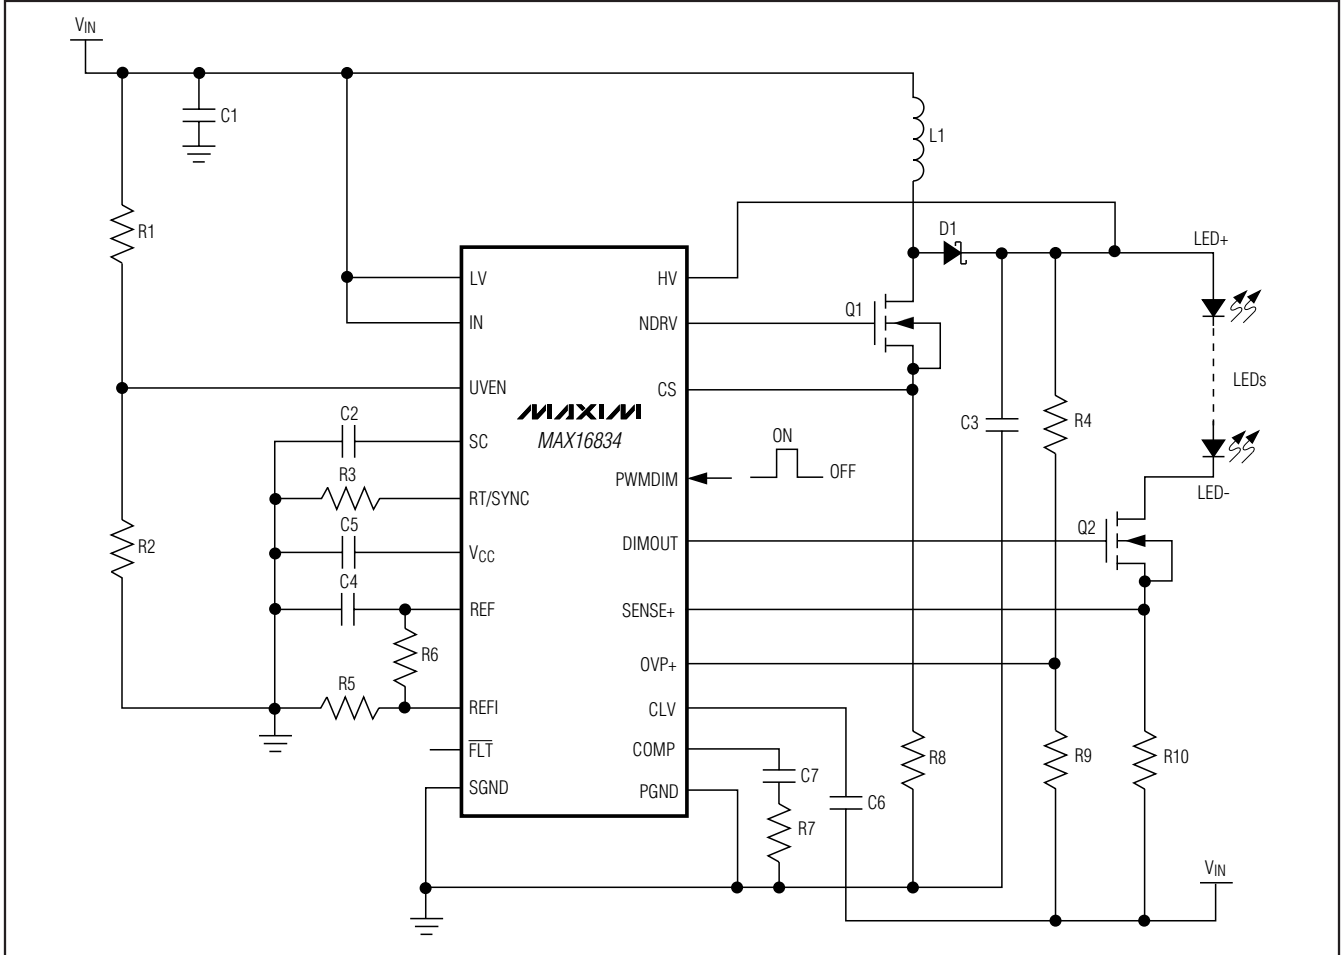 VIN
C1
L1
R1
D1
LED+
LV
HV
Q1
IN
NDRV
LEDs
UVEN
CS
MAXIM
MAX16834
C2
SC
C3
R4
ON
OFF
R3
RT/SYNC
PWMDIM
LED-
C5
VCC
DIMOUT
Q2
R2
C4
REF
SENSE+
R6
OVP+
R5
REFI
CLV
FLT
COMP
C7
R8
R9
R10
SGND
PGND
C6
R7
VIN